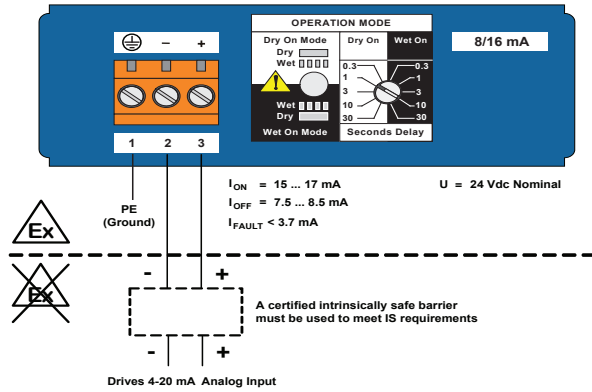 OPERATION MODE
Dry On Mode
Dry
Wet
Wet
Dry
Wet On Mode
Dry On Wet On
0.3 0.3
1 1
3 3
10 10
30 30
Seconds Delay
8/16 mA
– +
1 2 3
PE
(Ground)
ION = 15 ... 17 mA
IOFF = 7.5 ... 8.5 mA
IFAULT < 3.7 mA
U = 24 Vdc Nominal
Ex
Ex
- +
A certified intrinsically safe barrier
must be used to meet IS requirements
- +
Drives 4-20 mA Analog Input